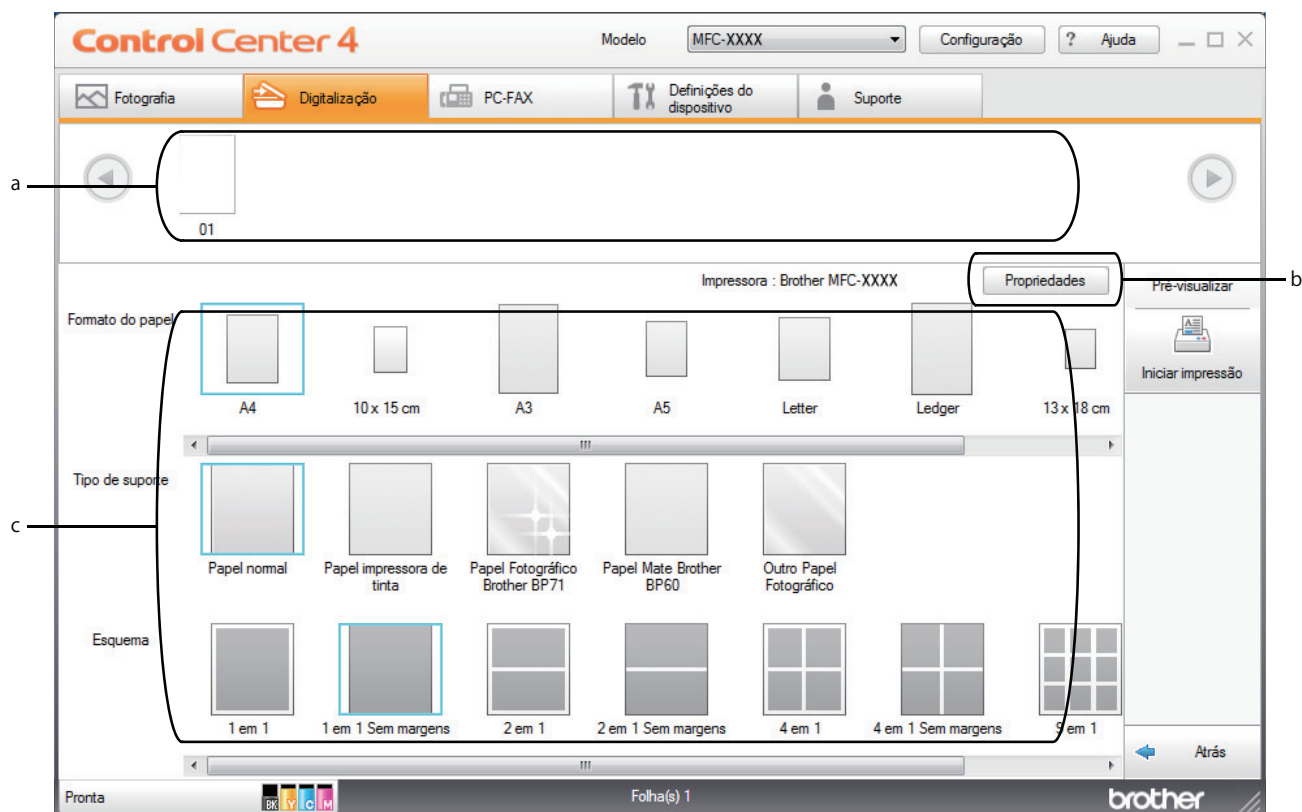 Control Center 4
Modelo
MFC-XXXX
Configuração
? Ajuda
Fotografia
Digitalização
PC-FAX
Definições do
dispositivo
Suporte
a
01
Impressora : Brother MFC-XXXX
Propriedades
b
Pré-visualizar
Formato do papel
A4
10 x 15 cm
A3
A5
Letter
Ledger
13 x 18 cm
Iniciar impressão
Tipo de suporte
c
Papel normal
Papel impressora de
tinta
Papel Fotográfico
Brother BP71
Papel Mate Brother
BP60
Outro Papel
Fotográfico
Esquema
1 em 1
1 em 1 Sem margens
2 em 1
2 em 1 Sem margens
4 em 1
4 em 1 Sem margens
9 em 1
Atrás
Pronta
BK Y C M
Folha(s) 1
brother